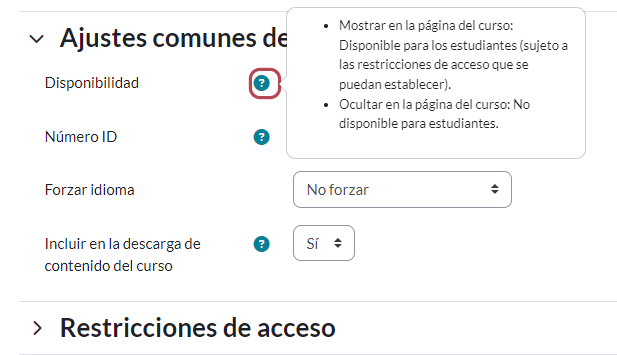 Ajustes comunes de
Disponibilidad
?
Mostrar en la página del curso:
Disponible para los estudiantes (sujeto a
las restricciones de acceso que se
puedan establecer).
Ocultar en la página del curso: No
disponible para estudiantes.
Número ID
?
Forzar idioma
No forzar
Incluir en la descarga de
contenido del curso
?
Sí
Restricciones de acceso